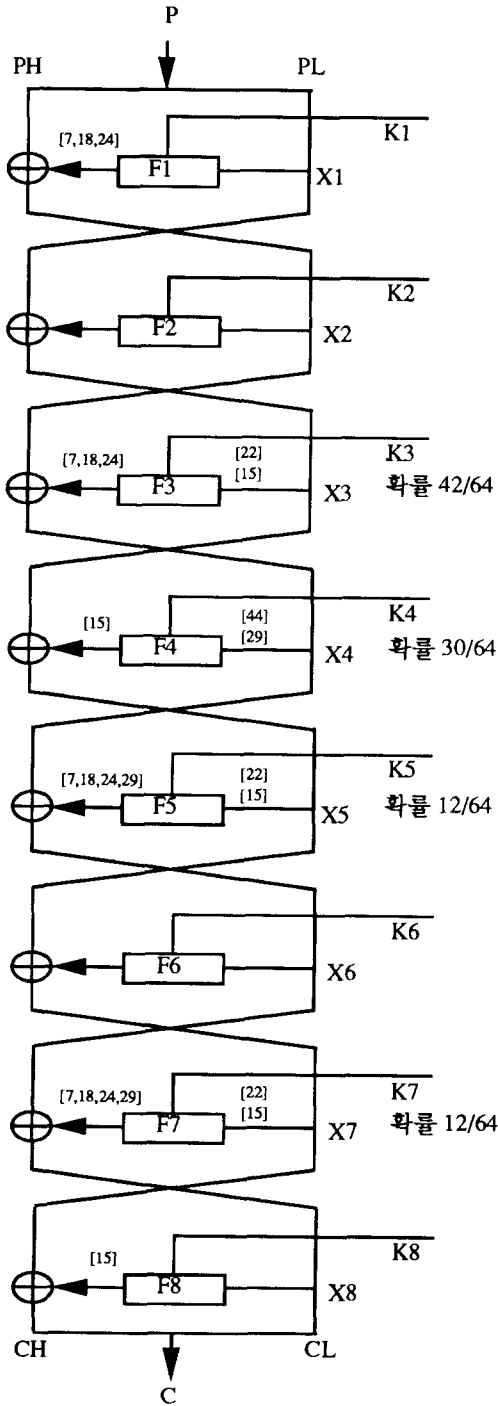 P
PH PL
[7,18,24] F1 K1
X1
K2
F2 X2
[7,18,24] F3 [22] K3
[15] X3 확률 42/64
[15] F4 [44] K4
[29] X4 확률 30/64
[7,18,24,29] F5 [22] K5
[15] X5 확률 12/64
K6
F6 X6
[7,18,24,29] F7 [22] K7
[15] X7 확률 12/64
[15] F8 K8
X8
CH CL
C